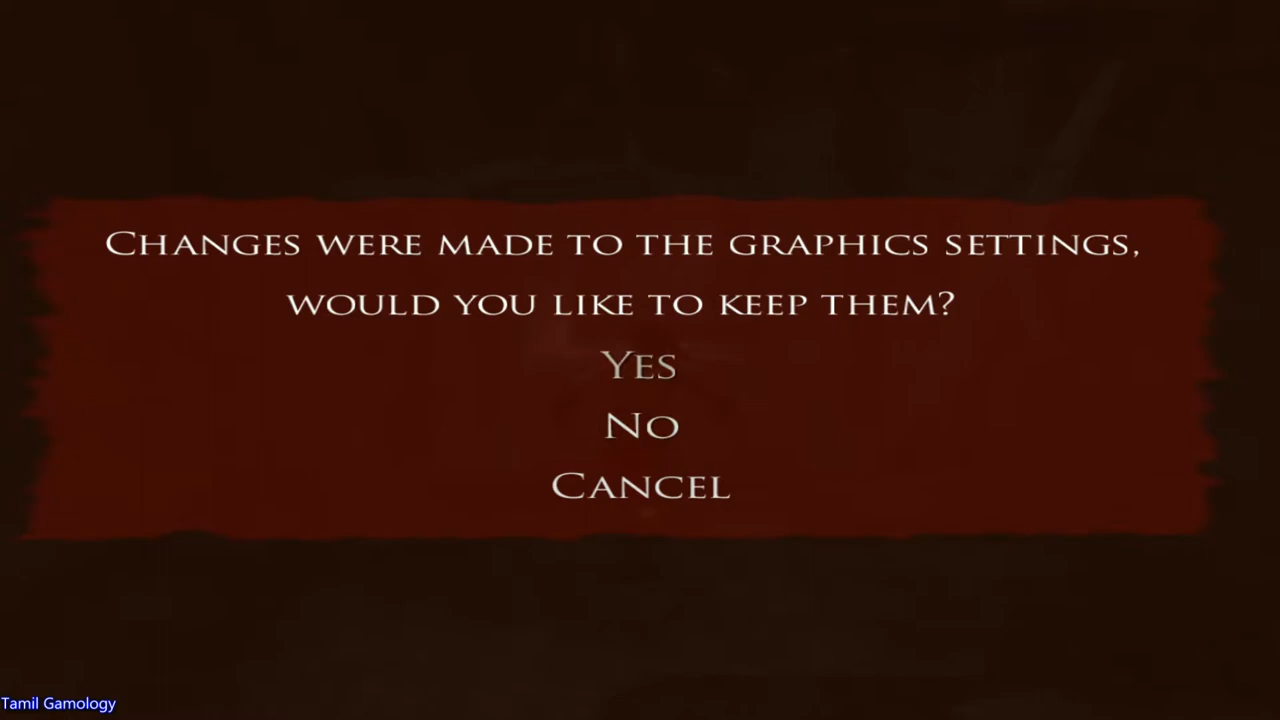 Changes were made to the graphics settings,
would you like to keep them?
Yes
No
Cancel
Tamil Gamology